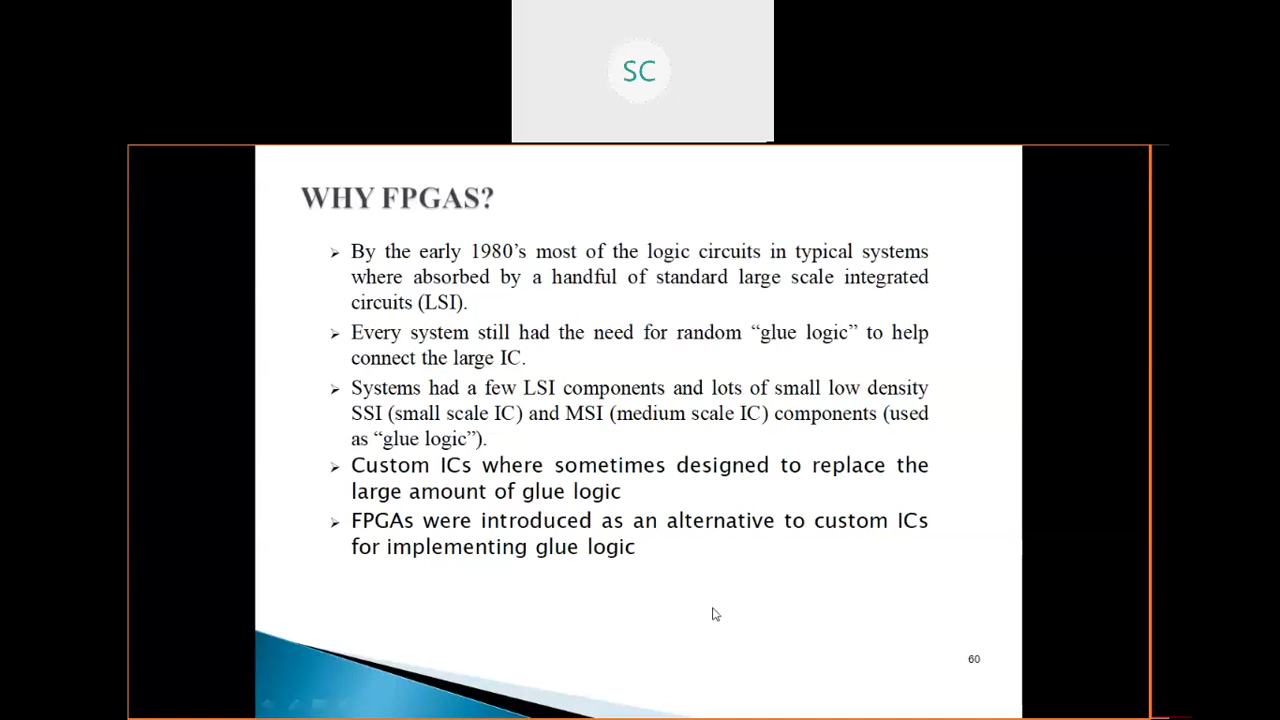 SC
WHY FPGAS?
➢ By the early 1980’s most of the logic circuits in typical systems
where absorbed by a handful of standard large scale integrated
circuits (LSI).
➢ Every system still had the need for random “glue logic” to help
connect the large IC.
➢ Systems had a few LSI components and lots of small low density
SSI (small scale IC) and MSI (medium scale IC) components (used
as “glue logic”).
➢ Custom ICs where sometimes designed to replace the
large amount of glue logic
➢ FPGAs were introduced as an alternative to custom ICs
for implementing glue logic
60